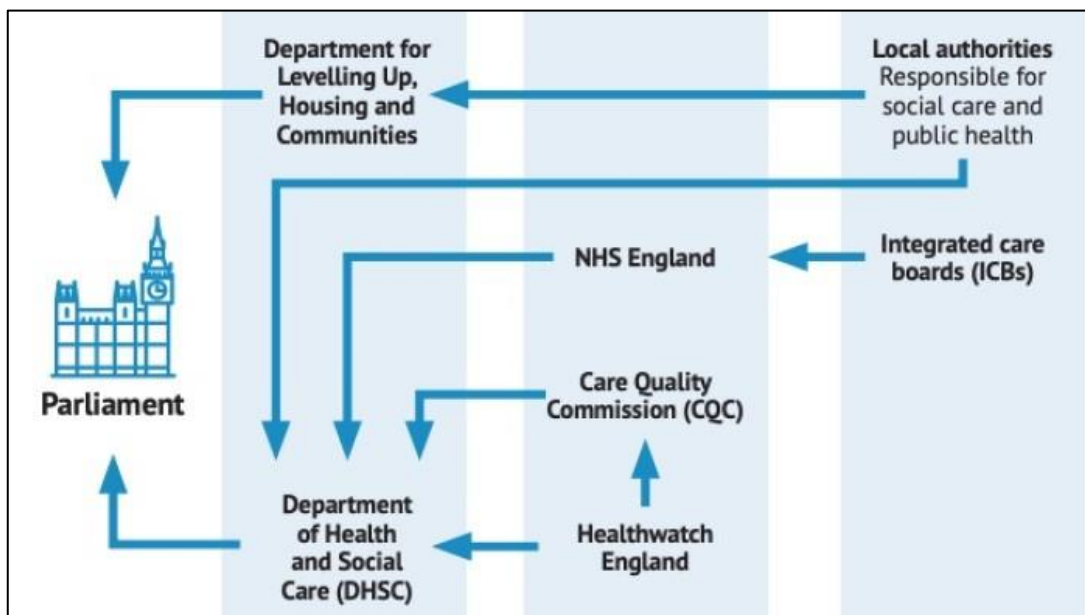 Department for
Levelling Up,
Housing and
Communities
Local authorities
Responsible for
social care and
public health
NHS England
Integrated care
boards (ICBs)
Parliament
Care Quality
Commission (CQC)
Department
of Health
and Social
Care (DHSC)
Healthwatch
England